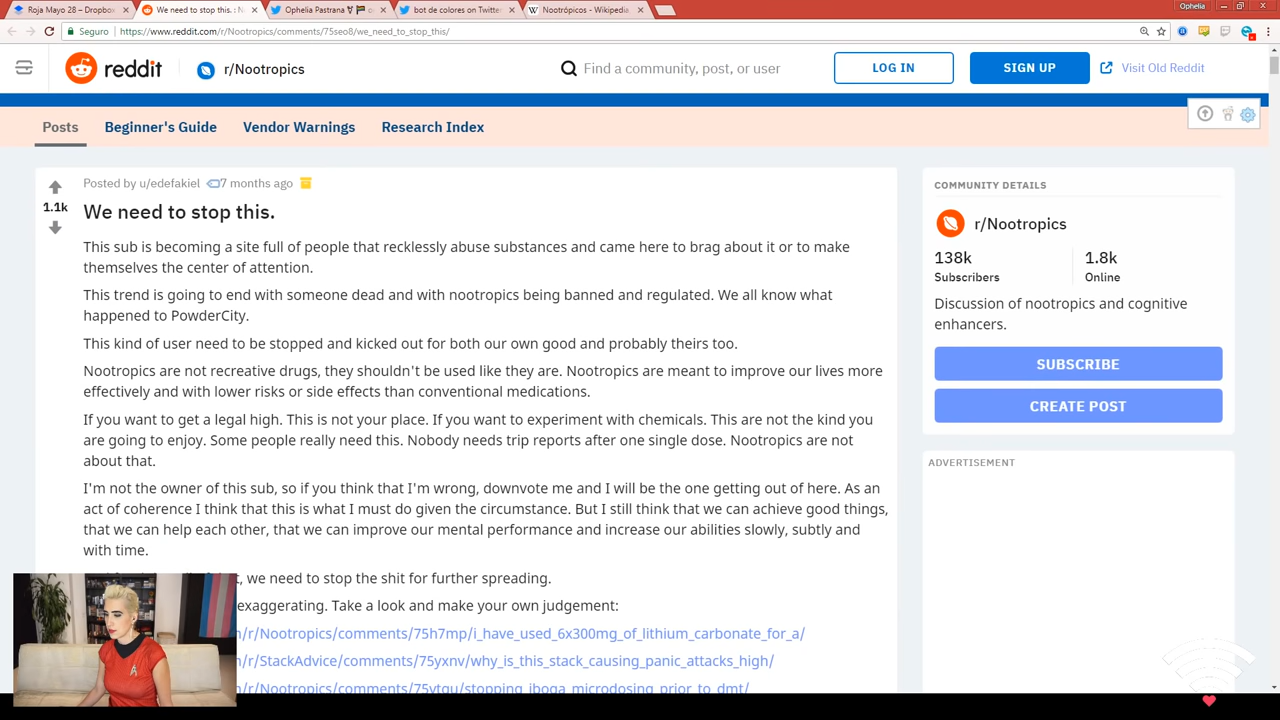 Roja Mayo 28 – Dropbox
We need to stop this. : N
Ophelia Pastrana
bot de colores on Twitter
Nootrópicos - Wikipedia,
Ophelia
Seguro
https://www.reddit.com/r/Nootropics/comments/75seo8/we_need_to_stop_this/
reddit
r/Nootropics
Find a community, post, or user
LOG IN
SIGN UP
Visit Old Reddit
Posts
Beginner's Guide
Vendor Warnings
Research Index
Posted by u/edefakiel 7 months ago
1.1k
We need to stop this.
This sub is becoming a site full of people that recklessly abuse substances and came here to brag about it or to make
themselves the center of attention.
This trend is going to end with someone dead and with nootropics being banned and regulated. We all know what
happened to PowderCity.
This kind of user need to be stopped and kicked out for both our own good and probably theirs too.
Nootropics are not recreative drugs, they shouldn't be used like they are. Nootropics are meant to improve our lives more
effectively and with lower risks or side effects than conventional medications.
If you want to get a legal high. This is not your place. If you want to experiment with chemicals. This are not the kind you
are going to enjoy. Some people really need this. Nobody needs trip reports after one single dose. Nootropics are not
about that.
I'm not the owner of this sub, so if you think that I'm wrong, downvote me and I will be the one getting out of here. As an
act of coherence I think that this is what I must do given the circumstance. But I still think that we can achieve good things,
that we can help each other, that we can improve our mental performance and increase our abilities slowly, subtly and
with time.
, we need to stop the shit for further spreading.
exaggerating. Take a look and make your own judgement:
/r/Nootropics/comments/75h7mp/i_have_used_6x300mg_of_lithium_carbonate_for_a/
/r/StackAdvice/comments/75yxnv/why_is_this_stack_causing_panic_attacks_high/
/r/Nootropics/comments/75ytgu/stopping_iboga_microdosing_prior_to_dmt/
COMMUNITY DETAILS
r/Nootropics
138k
1.8k
Subscribers
Online
Discussion of nootropics and cognitive
enhancers.
SUBSCRIBE
CREATE POST
ADVERTISEMENT